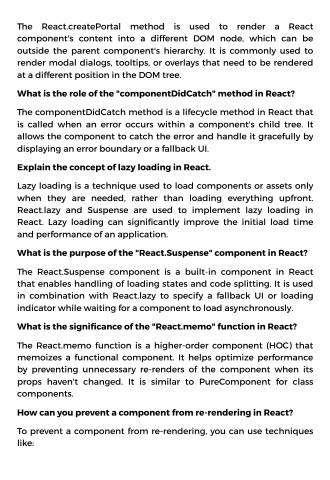 The React.createPortal method is used to render a React
component's content into a different DOM node, which can be
outside the parent component's hierarchy. It is commonly used to
render modal dialogs, tooltips, or overlays that need to be rendered
at a different position in the DOM tree.
What is the role of the "componentDidCatch" method in React?
The componentDidCatch method is a lifecycle method in React that
is called when an error occurs within a component's child tree. It
allows the component to catch the error and handle it gracefully by
displaying an error boundary or a fallback UI.
Explain the concept of lazy loading in React.
Lazy loading is a technique used to load components or assets only
when they are needed, rather than loading everything upfront.
React.lazy and Suspense are used to implement lazy loading in
React. Lazy loading can significantly improve the initial load time
and performance of an application.
What is the purpose of the "React.Suspense" component in React?
The React.Suspense component is a built-in component in React
that enables handling of loading states and code splitting. It is used
in combination with React.lazy to specify a fallback UI or loading
indicator while waiting for a component to load asynchronously.
What is the significance of the "React.memo" function in React?
The React.memo function is a higher-order component (HOC) that
memoizes a functional component. It helps optimize performance
by preventing unnecessary re-renders of the component when its
props haven't changed. It is similar to PureComponent for class
components.
How can you prevent a component from re-rendering in React?
To prevent a component from re-rendering, you can use techniques
like: